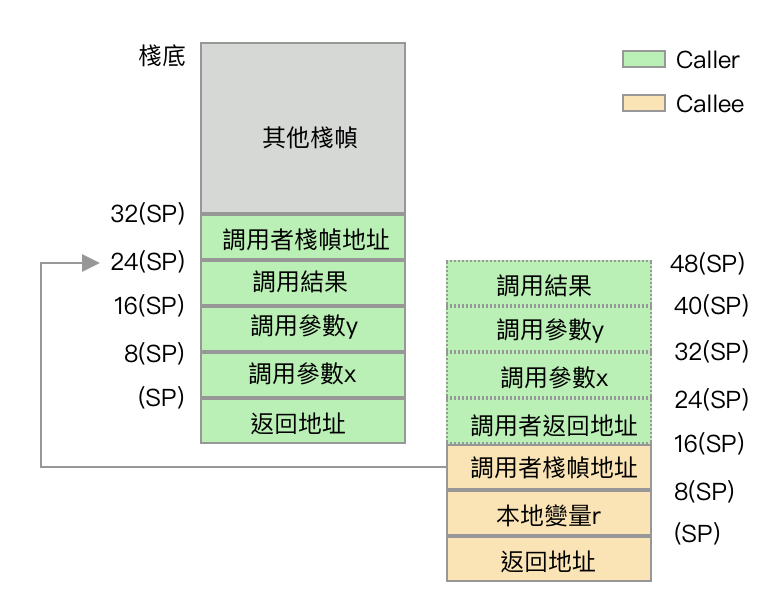 棧底
其他棧幀
Caller
Callee
32(SP)
調用者棧幀地址
24(SP)
調用結果
16(SP)
調用參數y
8(SP)
調用參數x
(SP)
返回地址
48(SP)
調用結果
40(SP)
調用參數y
32(SP)
調用參數x
24(SP)
調用者返回地址
16(SP)
調用者棧幀地址
8(SP)
本地變量r
(SP)
返回地址